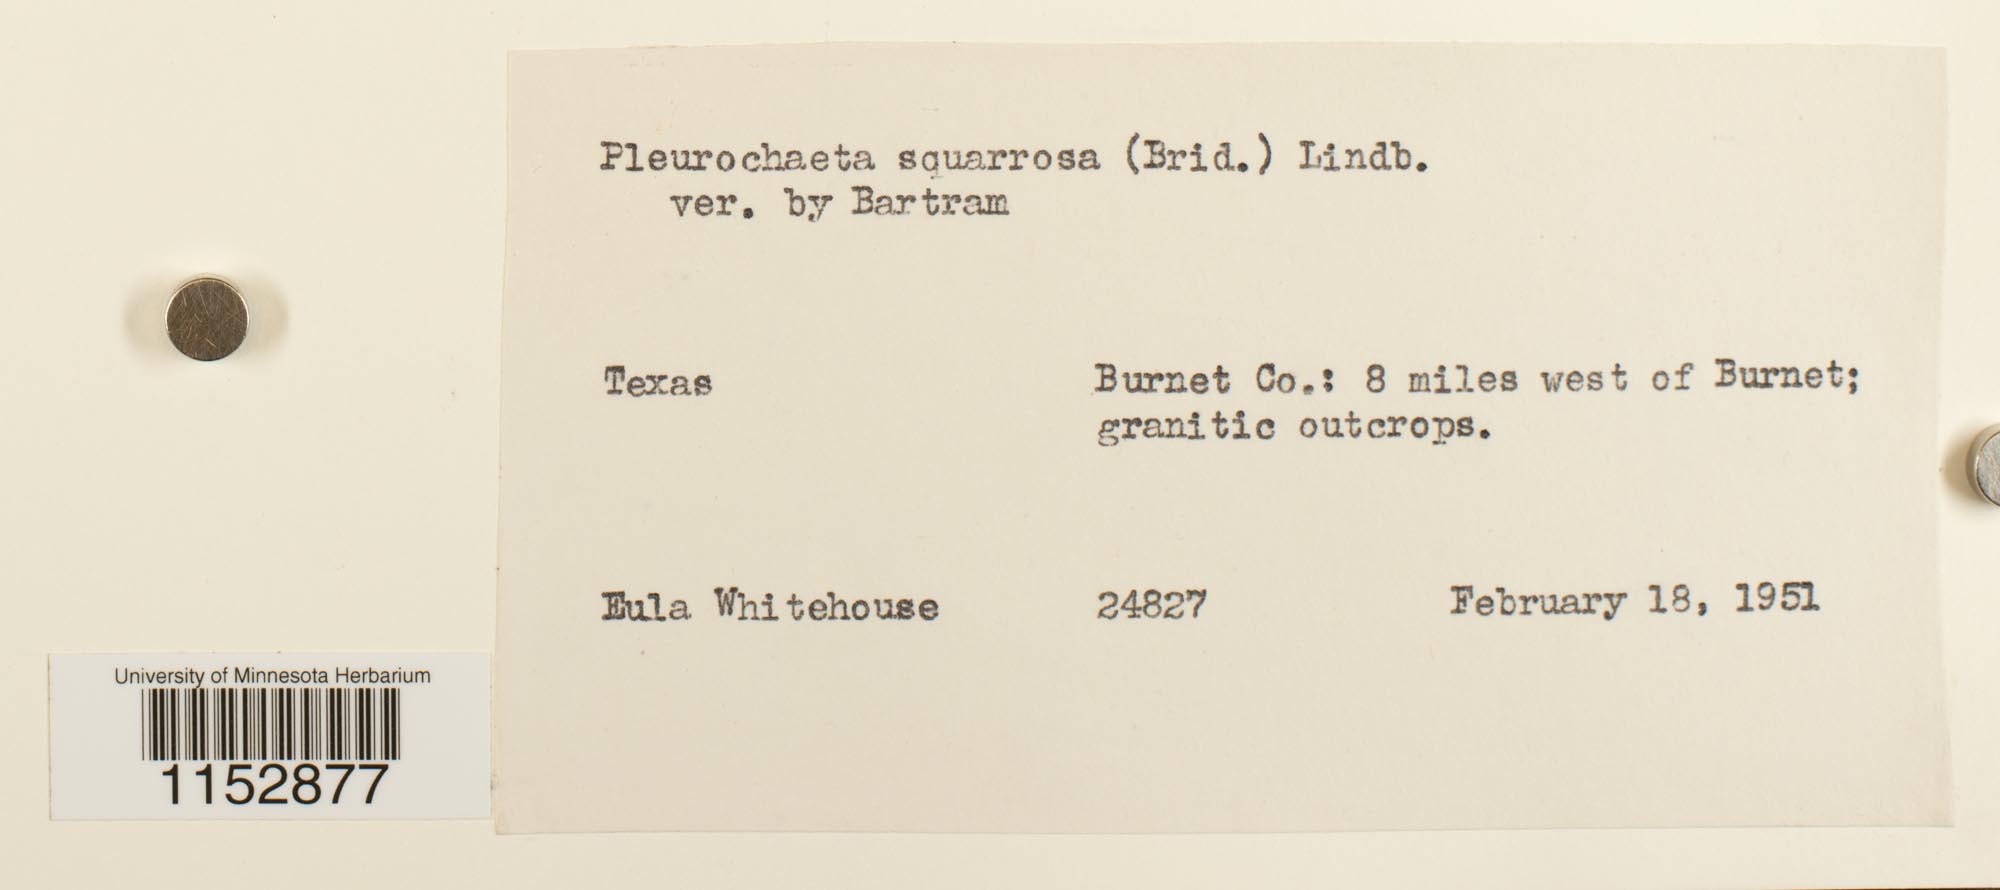 Pleurochaeta squarrosa (Brid.) Lindb.
ver. by Bartram
Texas
Burnet Co.: 8 miles west of Burnet;
granitic outcrops.
Eula Whitehouse 24827 February 18, 1951
University of Minnesota Herbarium
1152877